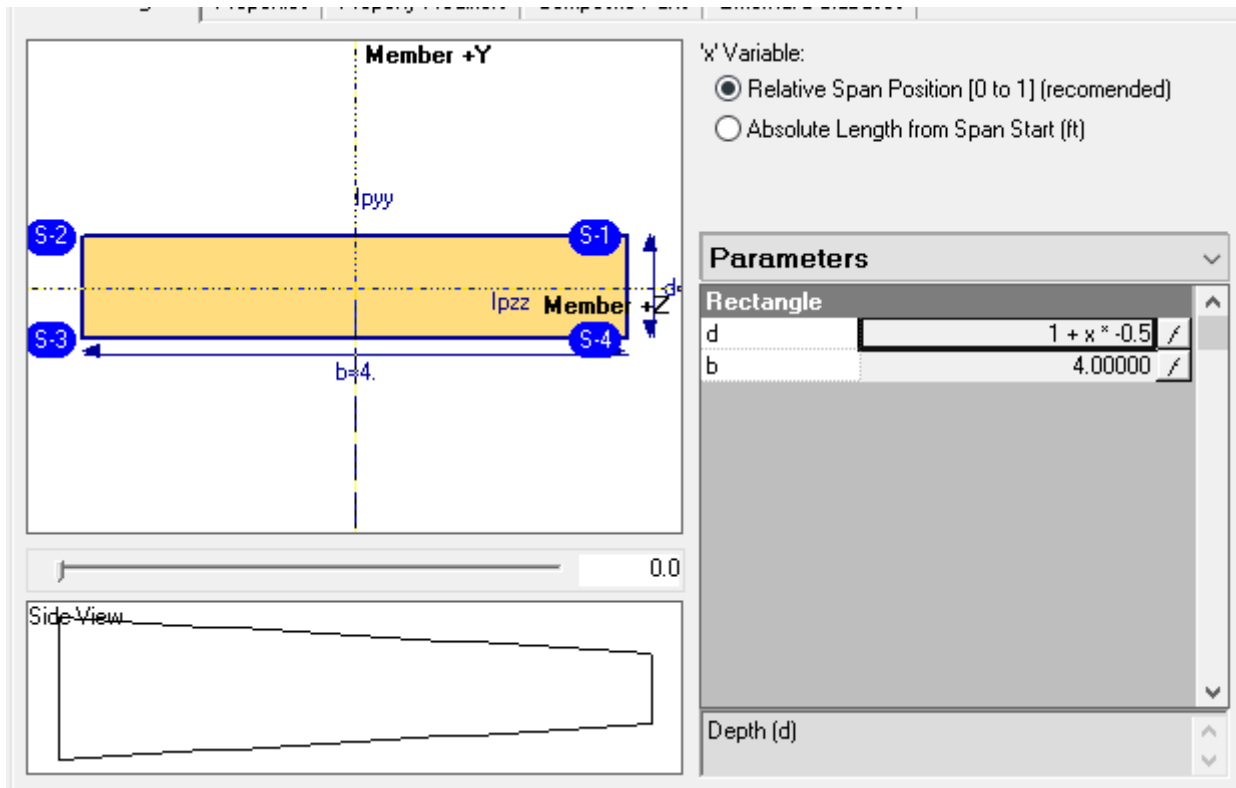 Member +Y
Ipyy
S-2
S-1
Ipzz
Member +Z
S-3
S-4
b=4.
0.0
Side View
'x' Variable:
Relative Span Position [0 to 1] (recomended)
Absolute Length from Span Start (ft)
Parameters
Rectangle
d 1 + x * -0.5 f
b 4.00000 f
Depth (d)